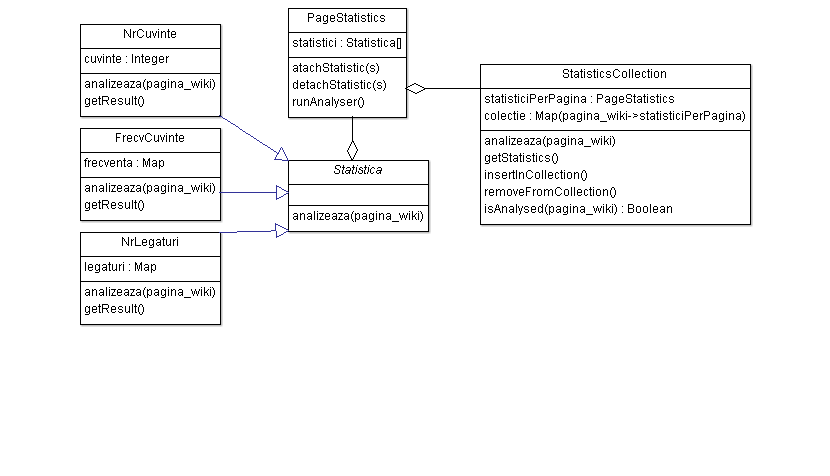 NrCuvinte
cuvinte : Integer
analizeaza(pagina_wiki)
getResult()
FrecvCuvinte
frecventa : Map
analizeaza(pagina_wiki)
getResult()
NrLegaturi
legaturi : Map
analizeaza(pagina_wiki)
getResult()
PageStatistics
statistici : Statistica[]
atachStatistic(s)
detachStatistic(s)
runAnalyser()
Statistica
analizeaza(pagina_wiki)
StatisticsCollection
statisticiPerPagina : PageStatistics
colectie : Map(pagina_wiki->statisticiPerPagina)
analizeaza(pagina_wiki)
getStatistics()
insertInCollection()
removeFromCollection()
isAnalysed(pagina_wiki) : Boolean